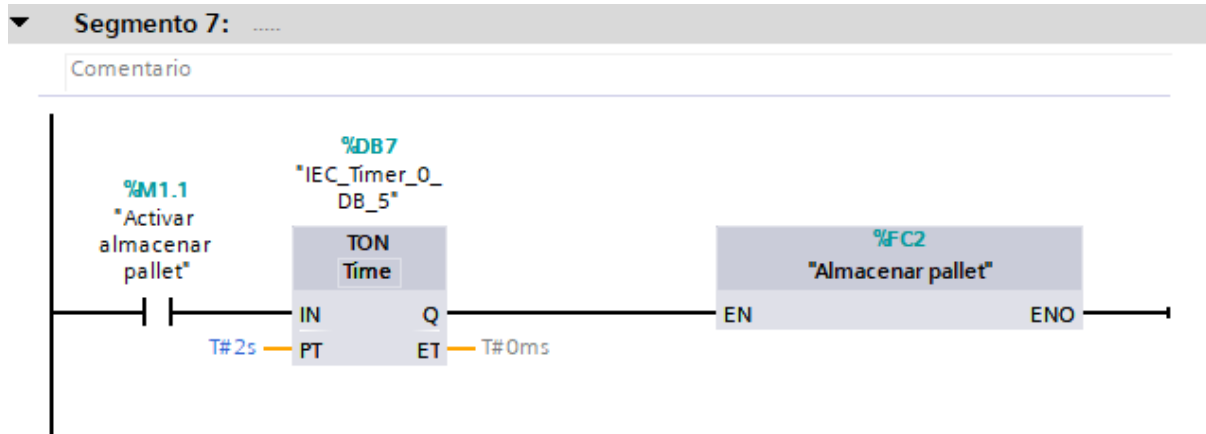 Segmento 7: .....
Comentario
%DB7
"IEC_Timer_0_
DB_5"
%M1.1
"Activar
almacenar
pallet"
TON
Time
%FC2
"Almacenar pallet"
IN Q EN ENO
T#2s PT ET T#0ms